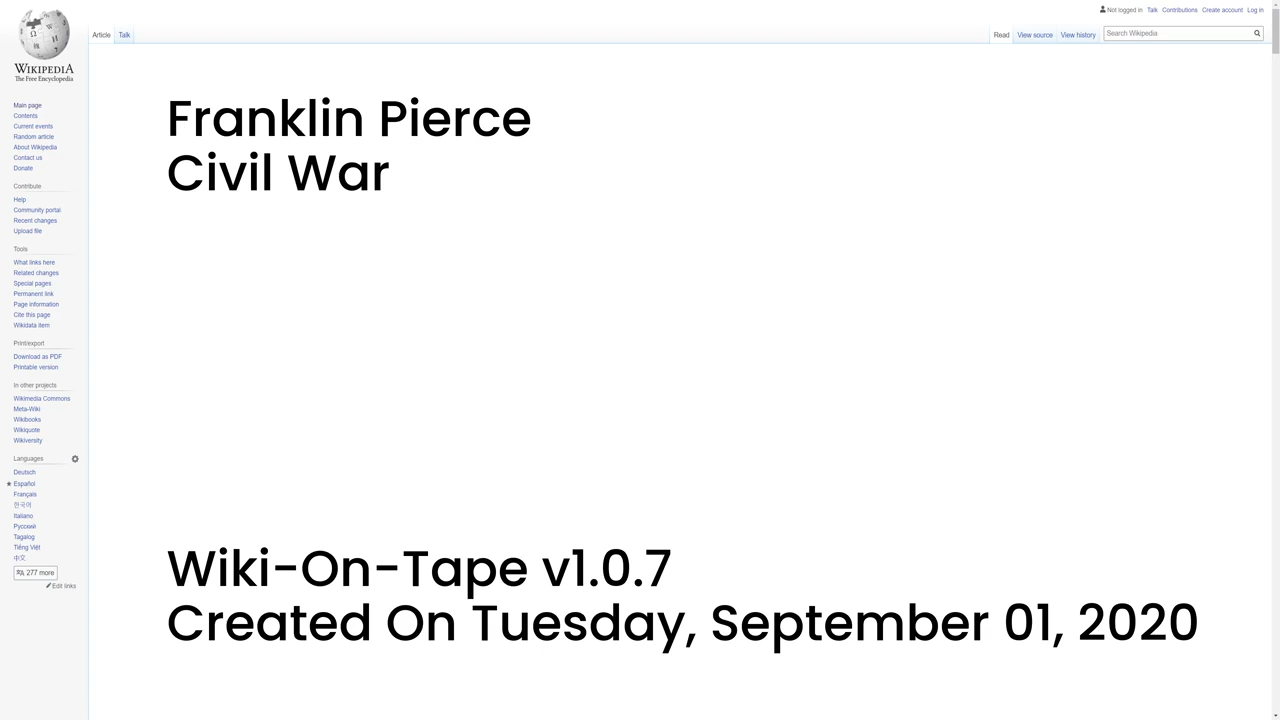 Not logged in Talk Contributions Create account Log in
Article Talk Read View source View history Search Wikipedia
WIKIPEDIA
The Free Encyclopedia
Main page
Contents
Current events
Random article
About Wikipedia
Contact us
Donate
Contribute
Help
Community portal
Recent changes
Upload file
Tools
What links here
Related changes
Special pages
Permanent link
Page information
Cite this page
Wikidata item
Print/export
Download as PDF
Printable version
In other projects
Wikimedia Commons
Meta-Wiki
Wikibooks
Wikiquote
Wikiversity
Languages
Deutsch
Español
Français
한국어
Italiano
Русский
Tagalog
Tiếng Việt
中文
277 more
Edit links
Franklin Pierce
Civil War
Wiki-On-Tape v1.0.7
Created On Tuesday, September 01, 2020